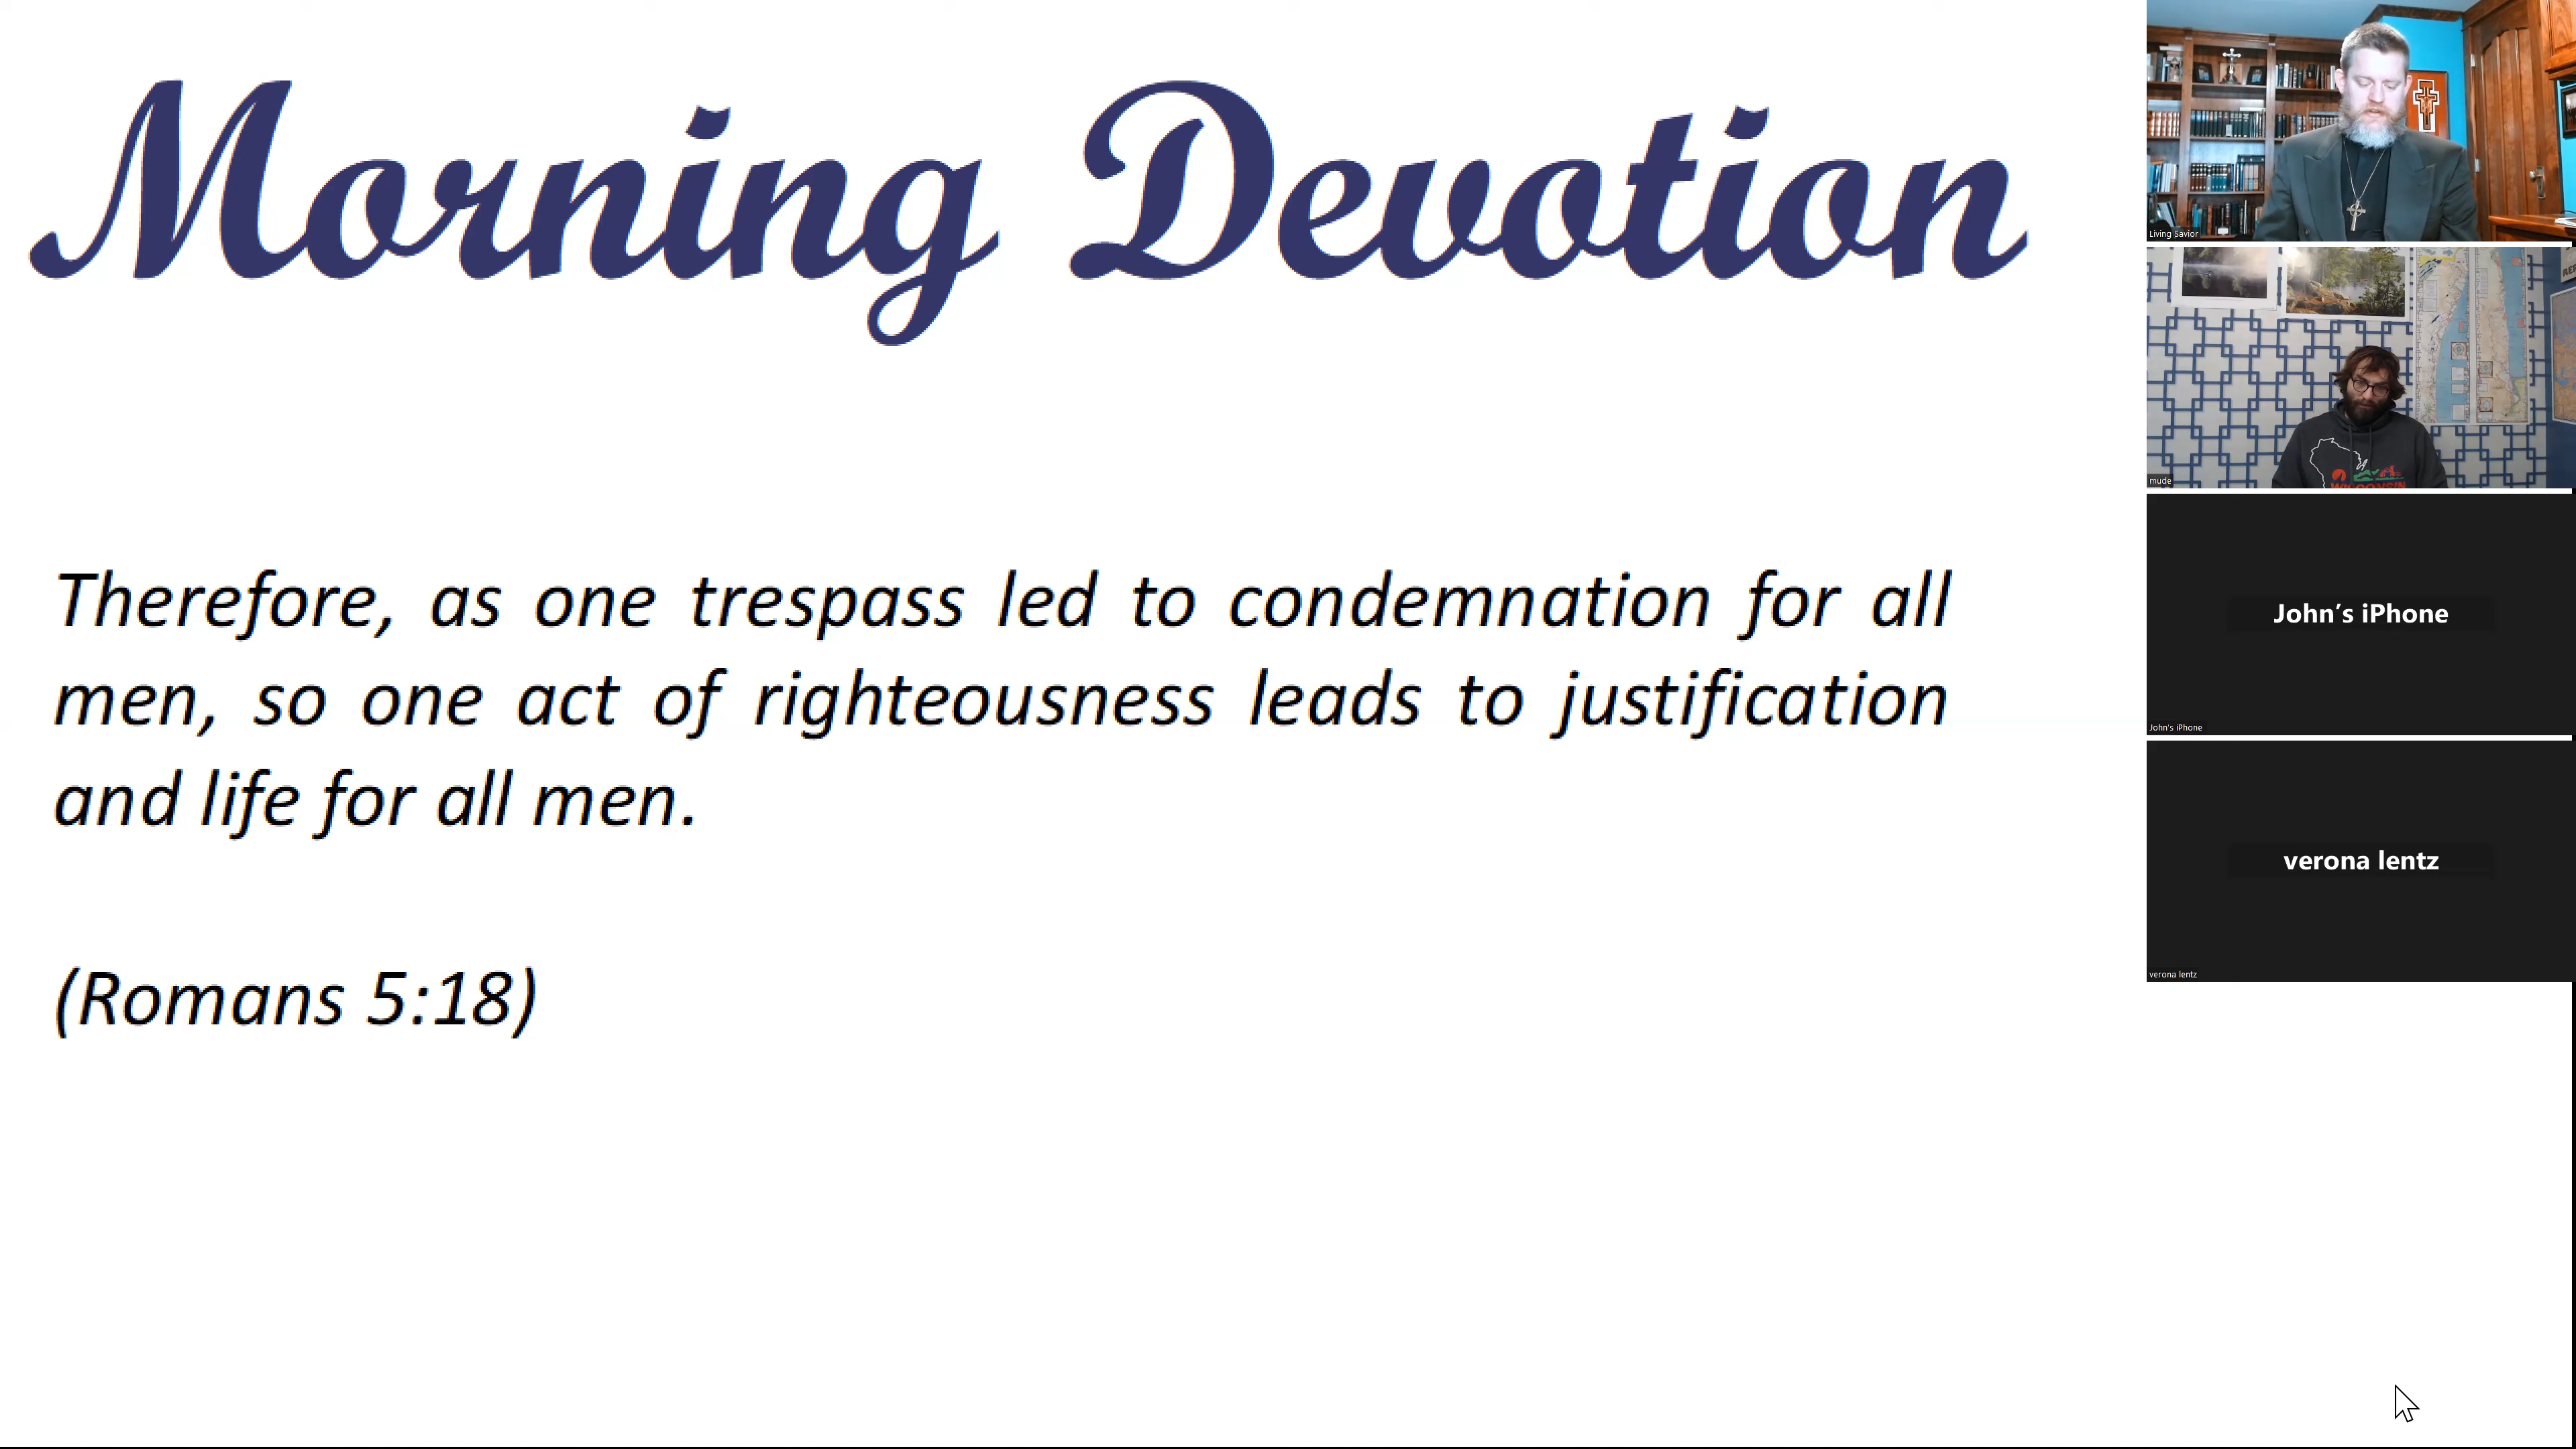 Morning Devotion
Therefore, as one trespass led to condemnation for all
men, so one act of righteousness leads to justification
and life for all men.
(Romans 5:18)
Living Savior
WISCONSIN
mude
John's iPhone
John's iPhone
verona lentz
verona lentz